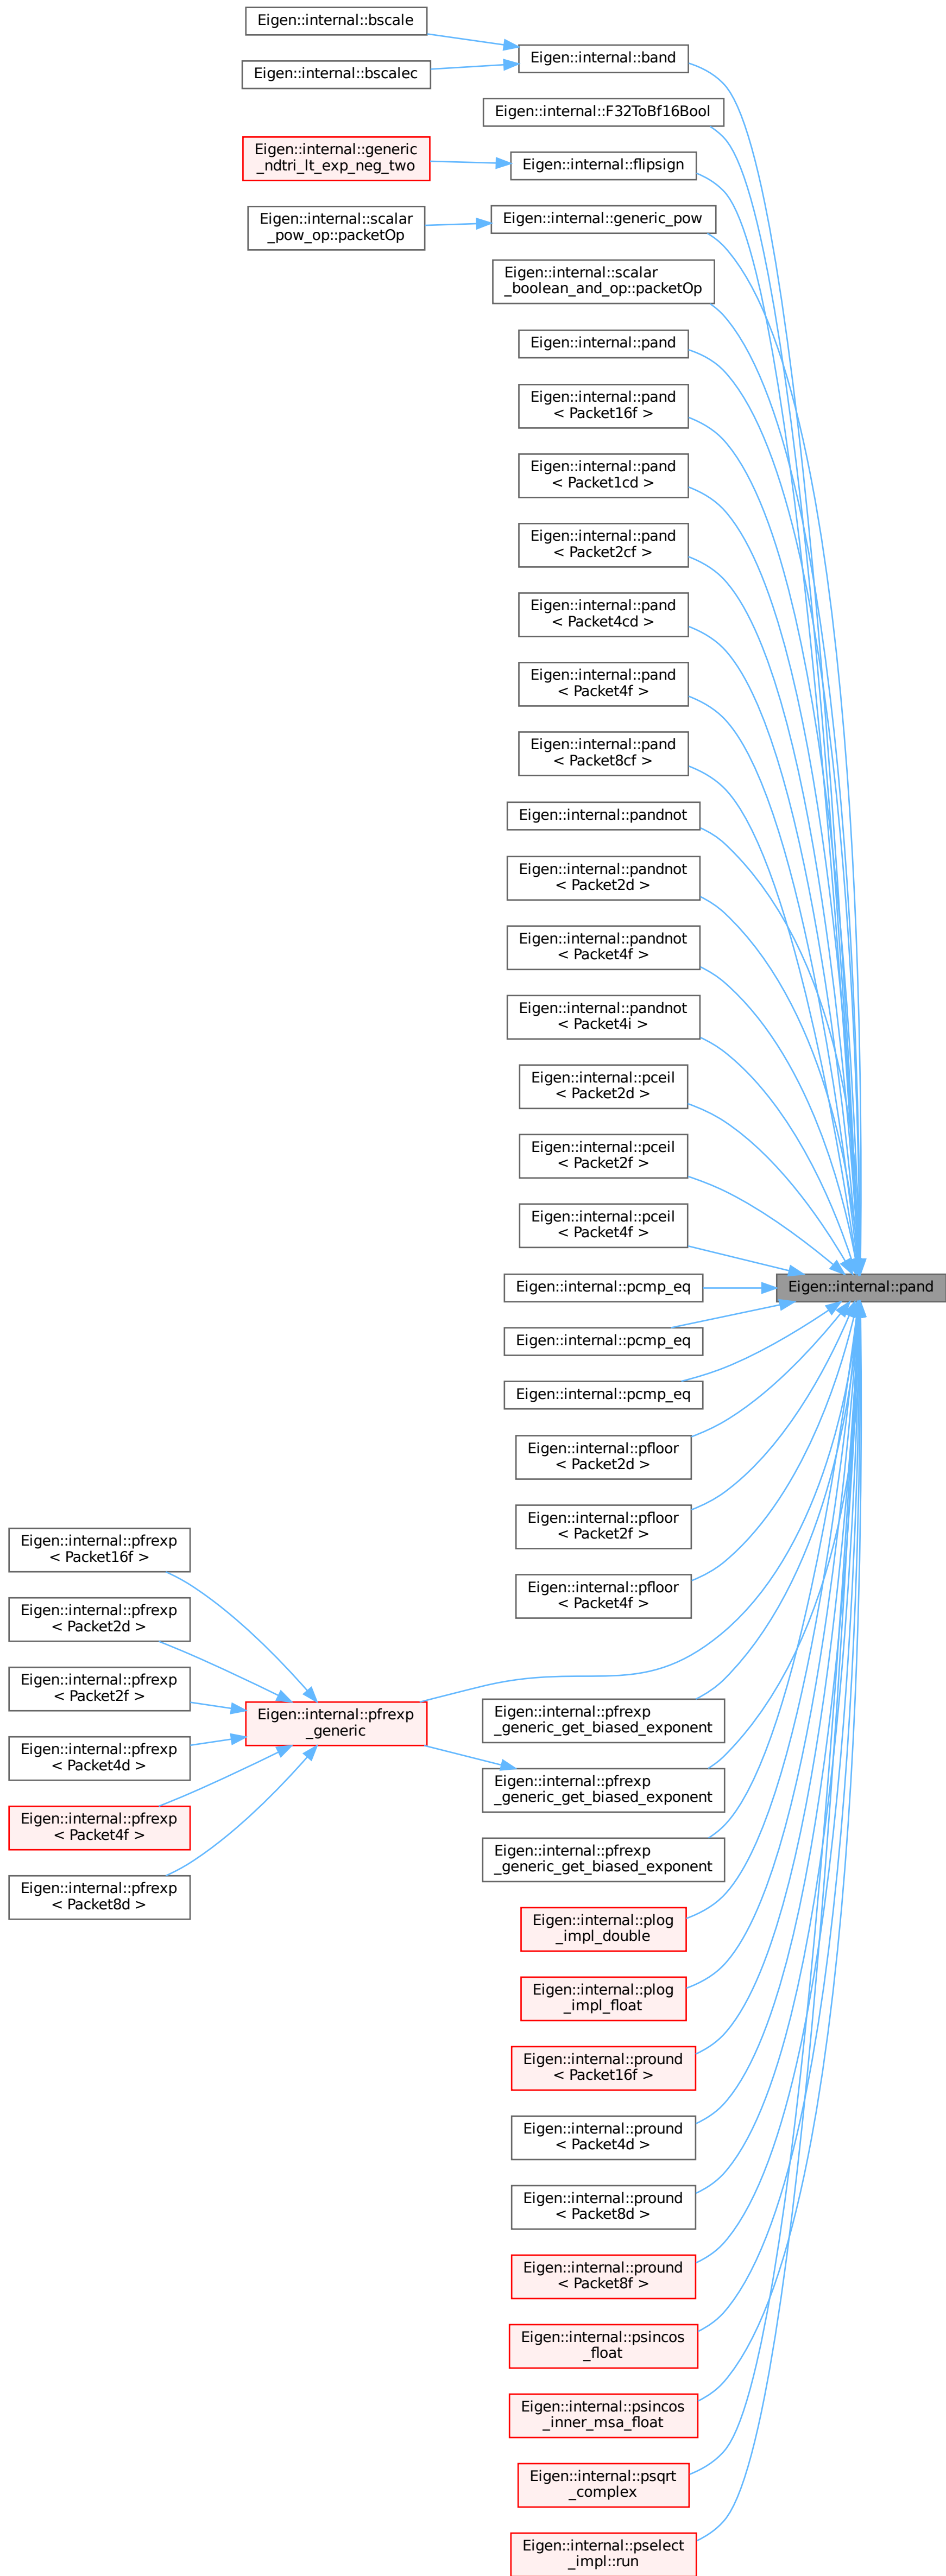 Eigen::internal::bscale
Eigen::internal::band
Eigen::internal::bscalec
Eigen::internal::F32ToBf16Bool
Eigen::internal::generic
_ndtri_lt_exp_neg_two
Eigen::internal::flipsign
Eigen::internal::scalar
_pow_op::packetOp
Eigen::internal::generic_pow
Eigen::internal::scalar
_boolean_and_op::packetOp
Eigen::internal::pand
Eigen::internal::pand
< Packet16f >
Eigen::internal::pand
< Packet1cd >
Eigen::internal::pand
< Packet2cf >
Eigen::internal::pand
< Packet4cd >
Eigen::internal::pand
< Packet4f >
Eigen::internal::pand
< Packet8cf >
Eigen::internal::pandnot
Eigen::internal::pandnot
< Packet2d >
Eigen::internal::pandnot
< Packet4f >
Eigen::internal::pandnot
< Packet4i >
Eigen::internal::pceil
< Packet2d >
Eigen::internal::pceil
< Packet2f >
Eigen::internal::pceil
< Packet4f >
Eigen::internal::pcmp_eq
Eigen::internal::pand
Eigen::internal::pcmp_eq
Eigen::internal::pcmp_eq
Eigen::internal::pfloor
< Packet2d >
Eigen::internal::pfloor
< Packet2f >
Eigen::internal::pfloor
< Packet4f >
Eigen::internal::pfrexp
< Packet16f >
Eigen::internal::pfrexp
< Packet2d >
Eigen::internal::pfrexp
< Packet2f >
Eigen::internal::pfrexp
< Packet4d >
Eigen::internal::pfrexp
< Packet4f >
Eigen::internal::pfrexp
< Packet8d >
Eigen::internal::pfrexp
_generic
Eigen::internal::pfrexp
_generic_get_biased_exponent
Eigen::internal::pfrexp
_generic_get_biased_exponent
Eigen::internal::pfrexp
_generic_get_biased_exponent
Eigen::internal::plog
_impl_double
Eigen::internal::plog
_impl_float
Eigen::internal::pround
< Packet16f >
Eigen::internal::pround
< Packet4d >
Eigen::internal::pround
< Packet8d >
Eigen::internal::pround
< Packet8f >
Eigen::internal::psincos
_float
Eigen::internal::psincos
_inner_msa_float
Eigen::internal::psqrt
_complex
Eigen::internal::pselect
_impl::run